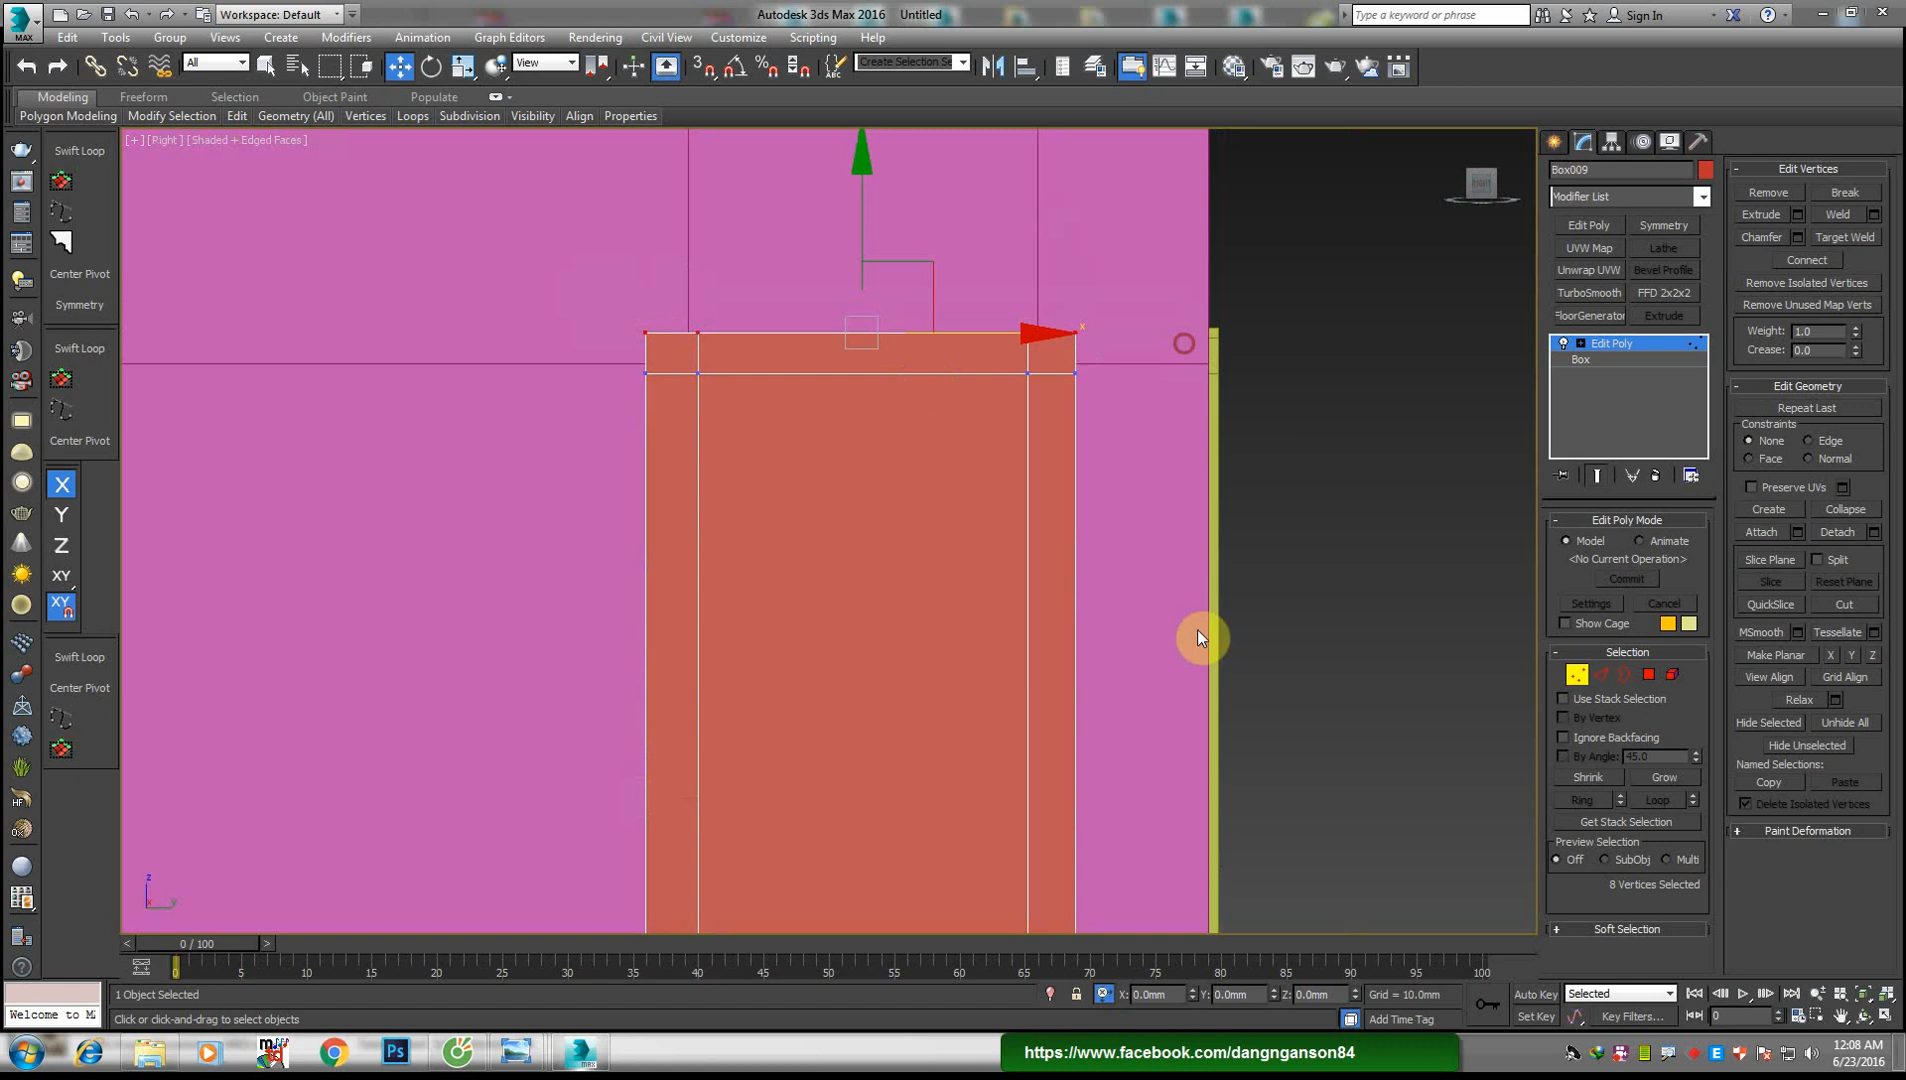 MAX
Workspace: Default
Autodesk 3ds Max 2016 Untitled
Type a keyword or phrase
Sign In
Edit Tools Group Views Create Modifiers Animation Graph Editors Rendering Civil View Customize Scripting Help
All
View
3
ABC
Create Selection Se
Modeling Freeform Selection Object Paint Populate
Polygon Modeling Modify Selection Edit Geometry (All) Vertices Loops Subdivision Visibility Align Properties
[+] [Right] [Shaded + Edged Faces]
Swift Loop
Center Pivot
Symmetry
Swift Loop
Center Pivot
X
Y
Z
XY
XY
Swift Loop
Center Pivot
HF
x
z
RIGHT
Box009
Modifier List
Edit Poly Symmetry
UVW Map Lathe
Unwrap UVW Bevel Profile
TurboSmooth FFD 2x2x2
FloorGenerator Extrude
Edit Poly
Box
Edit Poly Mode
Model Animate
<No Current Operation>
Commit
Settings Cancel
Show Cage
Selection
Use Stack Selection
By Vertex
Ignore Backfacing
By Angle: 45.0
Shrink Grow
Ring Loop
Get Stack Selection
Preview Selection
Off SubObj Multi
8 Vertices Selected
Soft Selection
Edit Vertices
Remove Break
Extrude Weld
Chamfer Target Weld
Connect
Remove Isolated Vertices
Remove Unused Map Verts
Weight: 1.0
Crease: 0.0
Edit Geometry
Repeat Last
Constraints
None Edge
Face Normal
Preserve UVs
Create Collapse
Attach Detach
Slice Plane Split
Slice Reset Plane
QuickSlice Cut
MSmooth Tessellate
Make Planar X Y Z
View Align Grid Align
Relax
Hide Selected Unhide All
Hide Unselected
Named Selections:
Copy Paste
Delete Isolated Vertices
Paint Deformation
< 0 / 100 >
0 5 10 15 20 25 30 35 40 45 50 55 60 65 70 75 80 85 90 95 100
1 Object Selected
X: 0.0mm Y: 0.0mm Z: 0.0mm Grid = 10.0mm
Auto Key Selected
Welcome to M
Click or click-and-drag to select objects
Add Time Tag
Set Key Key Filters... 0
Ps
MAX
https://www.facebook.com/dangnganson84
E
12:08 AM
6/23/2016